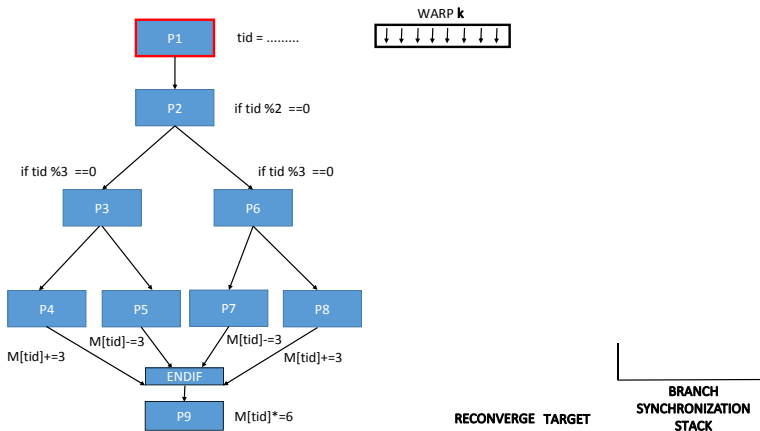 WARP k
P1
tid = .........
P2
if tid %2 ==0
if tid %3 ==0
if tid %3 ==0
P3
P6
P4
P5
P7
P8
M[tid]+=3
M[tid]-=3
M[tid]-=3
M[tid]+=3
ENDIF
P9
M[tid]*=6
RECONVERGE TARGET
BRANCH
SYNCHRONIZATION
STACK